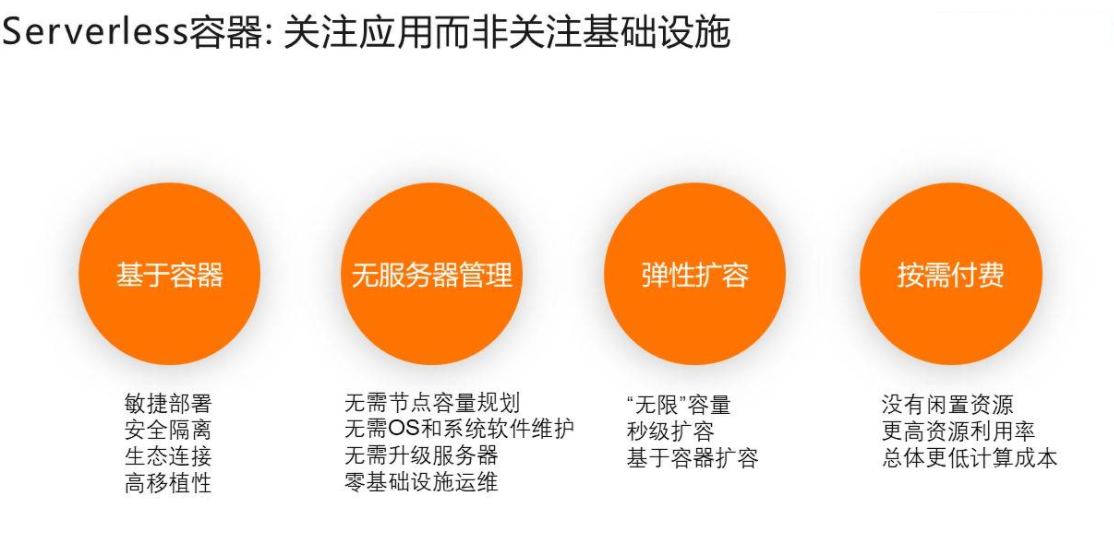 Serverless容器: 关注应用而非关注基础设施
基于容器
敏捷部署
安全隔离
生态连接
高移植性
无服务器管理
无需节点容量规划
无需OS和系统软件维护
无需升级服务器
零基础设施运维
弹性扩容
“无限”容量
秒级扩容
基于容器扩容
按需付费
没有闲置资源
更高资源利用率
总体更低计算成本